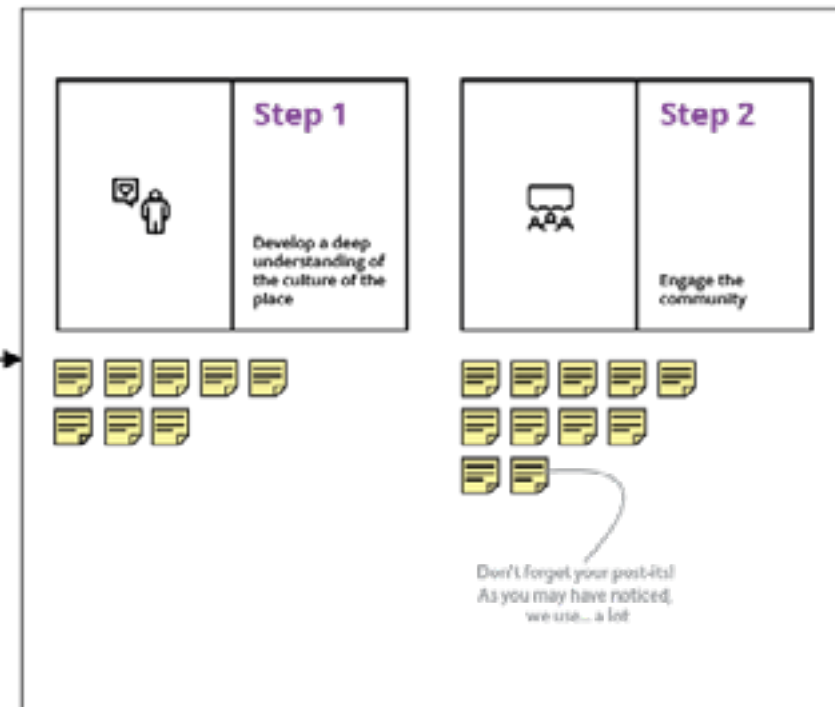 Step 1
Develop a deep
understanding of
the culture of the
place
Step 2
Engage the
community
Don't forget your post-its!
As you may have noticed,
we use... a lot